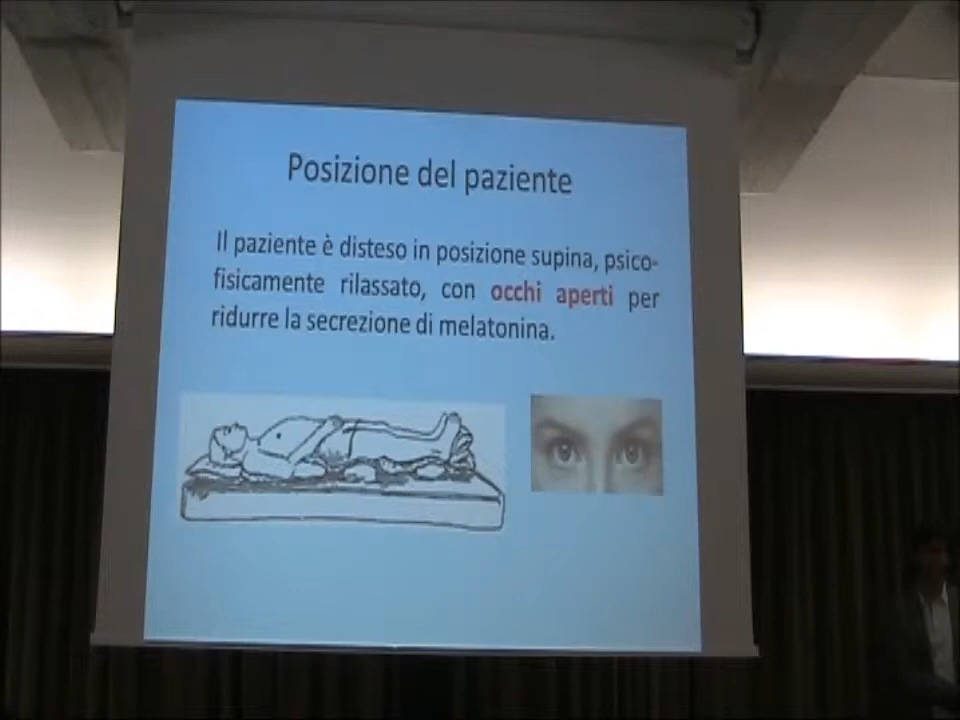 Posizione del paziente
Il paziente è disteso in posizione supina, psico-
fisicamente rilassato, con occhi aperti per
ridurre la secrezione di melatonina.